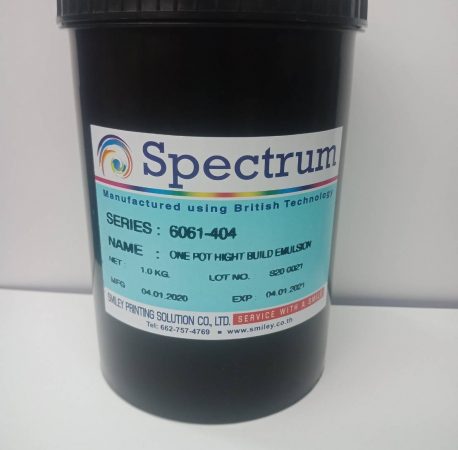 Spectrum
Manufactured using British Technology
SERIES : 6061-404
NAME : ONE POT HIGHT BUILD EMULSION
NET : 1.0 KG. LOT NO. S20 0021
MFG 04.01.2020 EXP : 04.01.2021
SMILEY PRINTING SOLUTION CO., LTD. SERVICE WITH A SMILE
Tel: 662-757-4769 • www.smiley.co.th